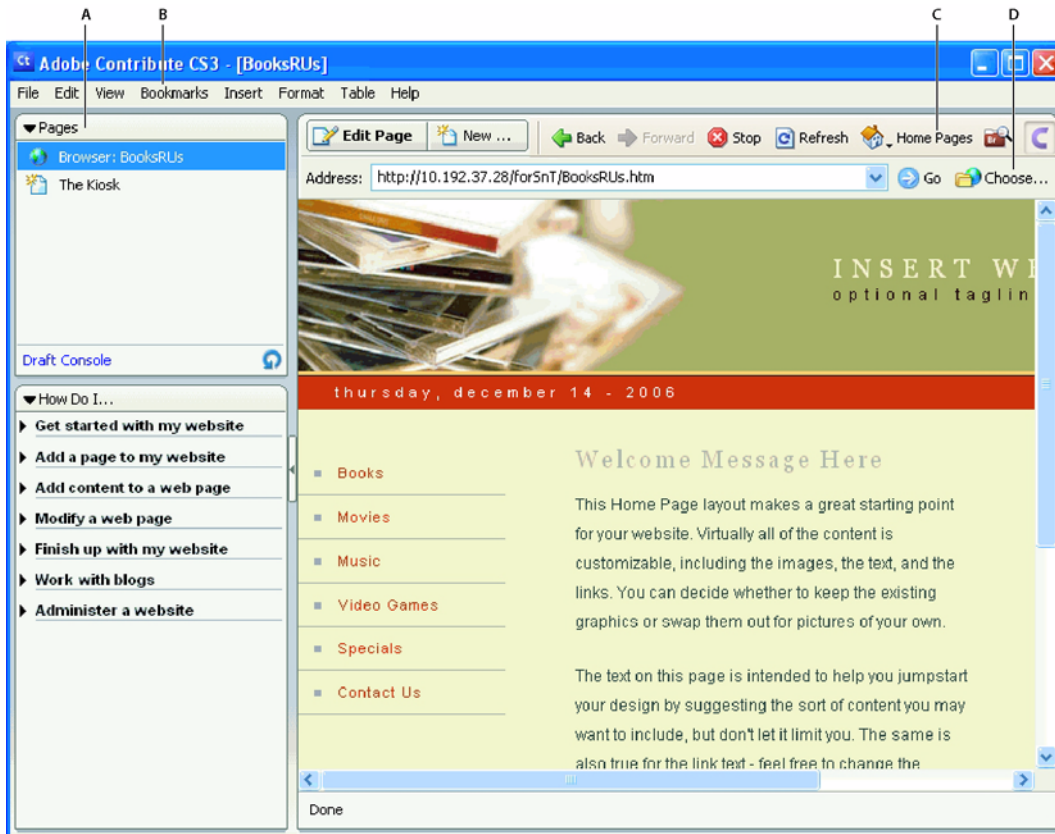 A B C D
Ct Adobe Contribute CS3 - [BooksRUs]
File Edit View Bookmarks Insert Format Table Help
Pages
Browser: BooksRUs
The Kiosk
Draft Console
How Do I...
Get started with my website
Add a page to my website
Add content to a web page
Modify a web page
Finish up with my website
Work with blogs
Administer a website
Edit Page New ... Back Forward Stop Refresh Home Pages
Address: http://10.192.37.28/forSnT/BooksRUs.htm Go Choose...
INSERT WE
optional taglin
thursday, december 14 - 2006
Books
Movies
Music
Video Games
Specials
Contact Us
Welcome Message Here
This Home Page layout makes a great starting point
for your website. Virtually all of the content is
customizable, including the images, the text, and the
links. You can decide whether to keep the existing
graphics or swap them out for pictures of your own.
The text on this page is intended to help you jumpstart
your design by suggesting the sort of content you may
want to include, but don't let it limit you. The same is
also true for the link text - feel free to change the
Done